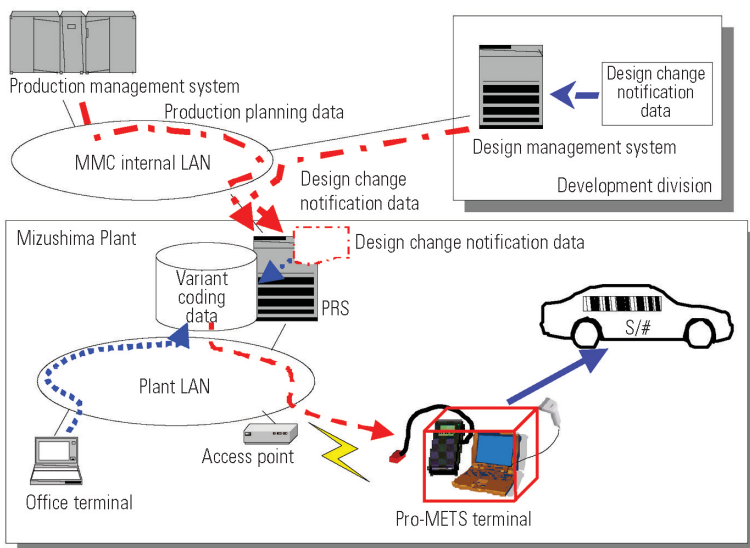 Production management system
Production planning data
MMC internal LAN
Design change
notification
data
Design management system
Development division
Design change
notification data
Mizushima Plant
Design change notification data
Variant
coding
data
PRS
S/#
Plant LAN
Access point
Office terminal
Pro-METS terminal